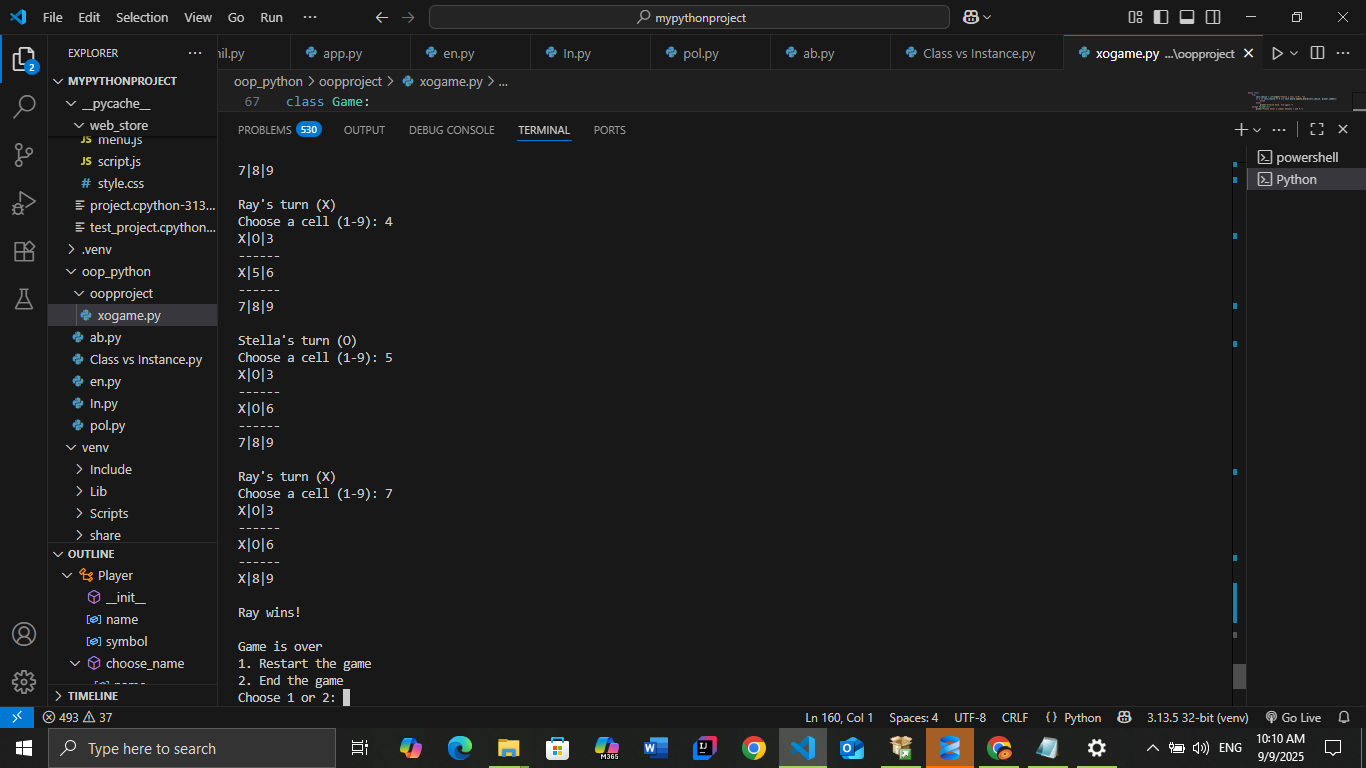 File Edit Selection View Go Run ··· mypythonproject
EXPLORER ···
MYPYTHONPROJECT
__pycache__
web_store
JS menu.js
JS script.js
# style.css
project.cpython-313...
test_project.cpython...
.venv
oop_python
oopproject
xogame.py
ab.py
Class vs Instance.py
en.py
In.py
pol.py
venv
Include
Lib
Scripts
share
OUTLINE
Player
__init__
name
symbol
choose_name
TIMELINE
app.py en.py In.py pol.py ab.py Class vs Instance.py xogame.py ...\oopproject
oop_python > oopproject > xogame.py > ...
67 class Game:
PROBLEMS 530 OUTPUT DEBUG CONSOLE TERMINAL PORTS
powershell
Python
7|8|9
Ray's turn (X)
Choose a cell (1-9): 4
X|O|3
------
X|5|6
------
7|8|9
Stella's turn (O)
Choose a cell (1-9): 5
X|O|3
------
X|O|6
------
7|8|9
Ray's turn (X)
Choose a cell (1-9): 7
X|O|3
------
X|O|6
------
X|8|9
Ray wins!
Game is over
1. Restart the game
2. End the game
Choose 1 or 2:
493 37 Ln 160, Col 1 Spaces: 4 UTF-8 CRLF {} Python 3.13.5 32-bit (venv) Go Live
Type here to search M365 ENG 10:10 AM
9/9/2025